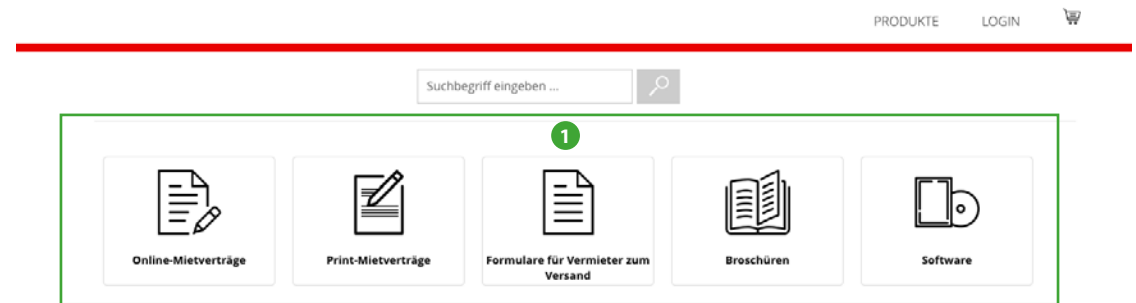 PRODUKTE LOGIN
Suchbegriff eingeben ...
1
Online-Mietverträge Print-Mietverträge Formulare für Vermieter zum Broschüren Software
Versand